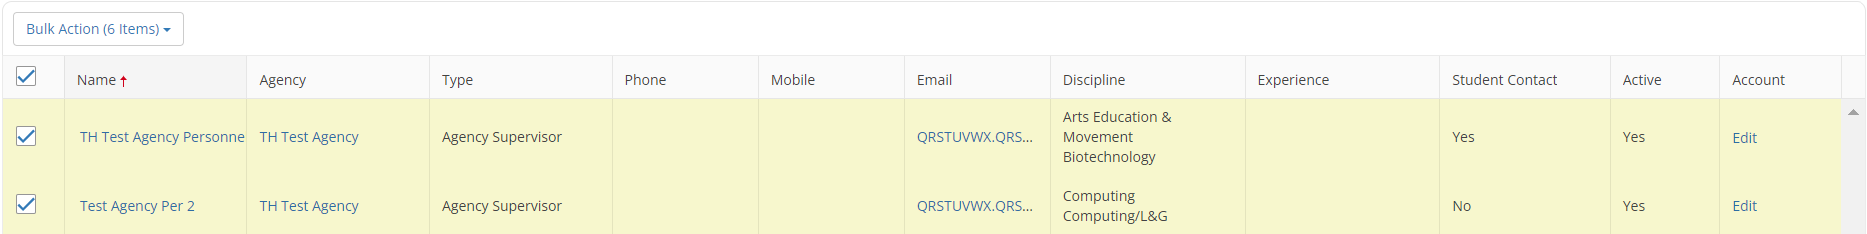 Bulk Action (6 Items)
Name Agency Type Phone Mobile Email Discipline Experience Student Contact Active Account
TH Test Agency Personne TH Test Agency Agency Supervisor QRSTUVWX.QRS... Arts Education &
Movement
Biotechnology Yes Yes Edit
Test Agency Per 2 TH Test Agency Agency Supervisor QRSTUVWX.QRS... Computing
Computing/L&G No Yes Edit